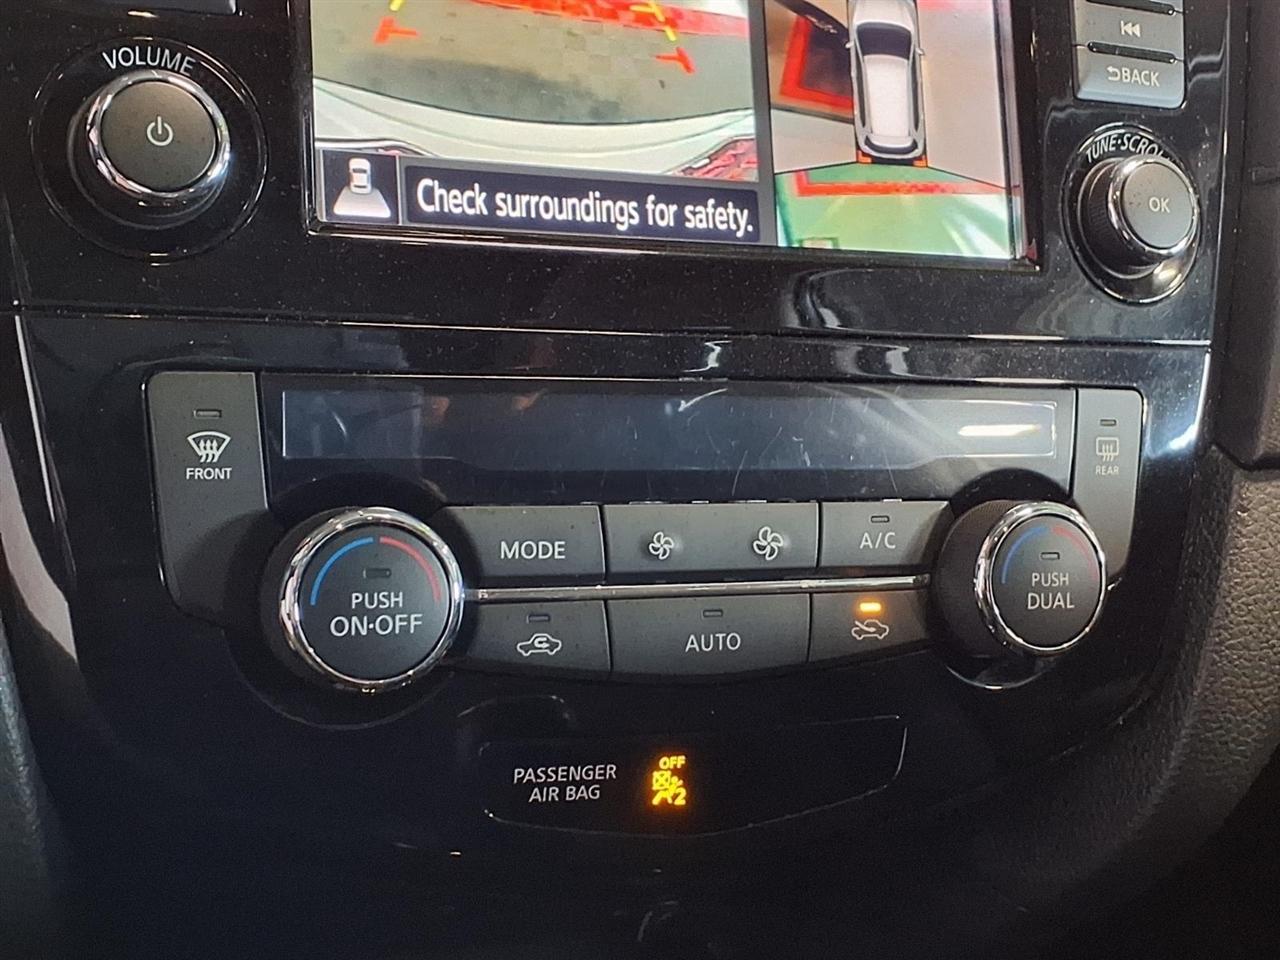 VOLUME
⮌BACK
TUNE·SCROLL
OK
Check surroundings for safety.
FRONT
REAR
MODE
A/C
PUSH
ON·OFF
PUSH
DUAL
AUTO
PASSENGER
AIR BAG
OFF
2